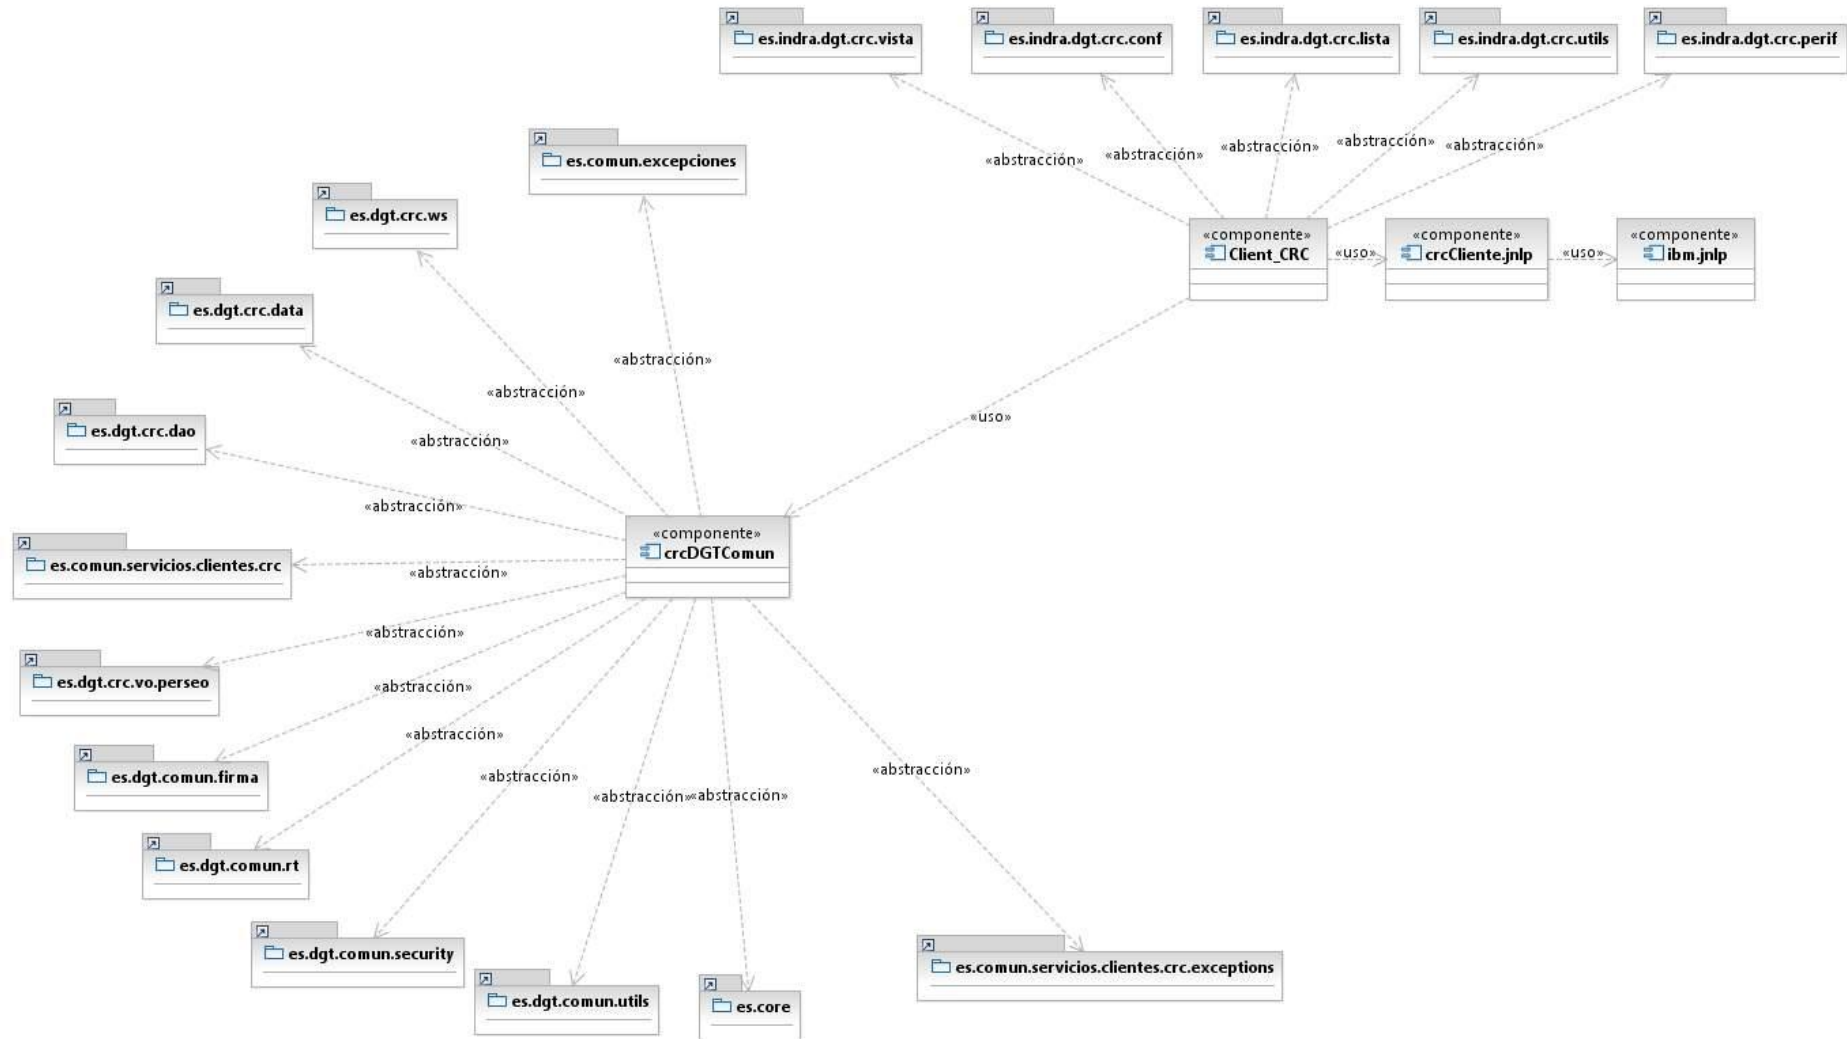 es.indra.dgt.crc.vista
es.indra.dgt.crc.conf
es.indra.dgt.crc.lista
es.indra.dgt.crc.utils
es.indra.dgt.crc.perif
«abstracción»
«abstracción»
«abstracción»
«abstracción»
«abstracción»
es.comun.excepciones
es.dgt.crc.ws
«componente»
Client_CRC
«uso»
«componente»
crcCliente.jnlp
«uso»
«componente»
ibm.jnlp
es.dgt.crc.data
«abstracción»
«abstracción»
«uso»
es.dgt.crc.dao
«abstracción»
«abstracción»
«componente»
crcDGTComun
es.comun.servicios.clientes.crc
«abstracción»
«abstracción»
es.dgt.crc.vo.perseo
«abstracción»
es.dgt.comun.firma
«abstracción»
«abstracción»
«abstracción»
«abstracción»
«abstracción»
es.dgt.comun.rt
es.dgt.comun.security
es.dgt.comun.utils
es.core
es.comun.servicios.clientes.crc.exceptions